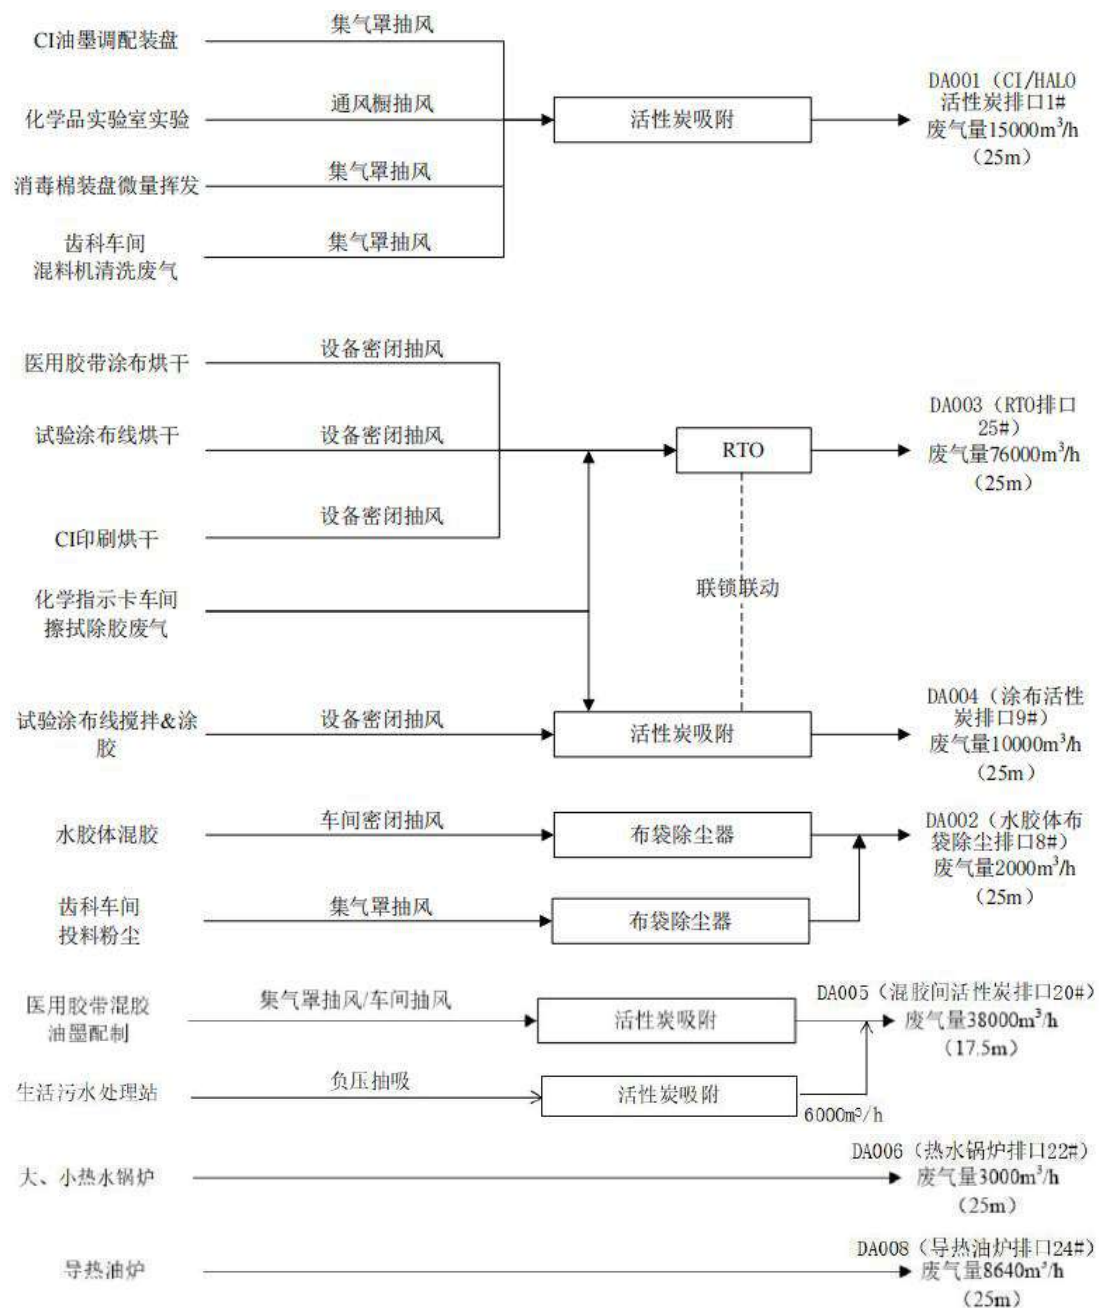 CI油墨调配装盘
集气罩抽风
化学品实验室实验
通风橱抽风
活性炭吸附
DA001（CI/HALO
活性炭排口1#
废气量15000m³/h
（25m）
消毒棉装盘微量挥发
集气罩抽风
齿科车间
混料机清洗废气
集气罩抽风
医用胶带涂布烘干
设备密闭抽风
试验涂布线烘干
设备密闭抽风
RTO
DA003（RTO排口
25#）
废气量76000m³/h
（25m）
CI印刷烘干
设备密闭抽风
化学指示卡车间
擦拭除胶废气
联锁联动
试验涂布线搅拌&涂
胶
设备密闭抽风
活性炭吸附
DA004（涂布活性
炭排口9#）
废气量10000m³/h
（25m）
水胶体混胶
车间密闭抽风
布袋除尘器
DA002（水胶体布
袋除尘排口8#）
废气量2000m³/h
（25m）
齿科车间
投料粉尘
集气罩抽风
布袋除尘器
医用胶带混胶
油墨配制
集气罩抽风/车间抽风
活性炭吸附
DA005（混胶间活性炭排口20#）
废气量38000m³/h
（17.5m）
生活污水处理站
负压抽吸
活性炭吸附
6000m³/h
大、小热水锅炉
DA006（热水锅炉排口22#）
废气量3000m³/h
（25m）
导热油炉
DA008（导热油炉排口24#）
废气量8640m³/h
（25m）